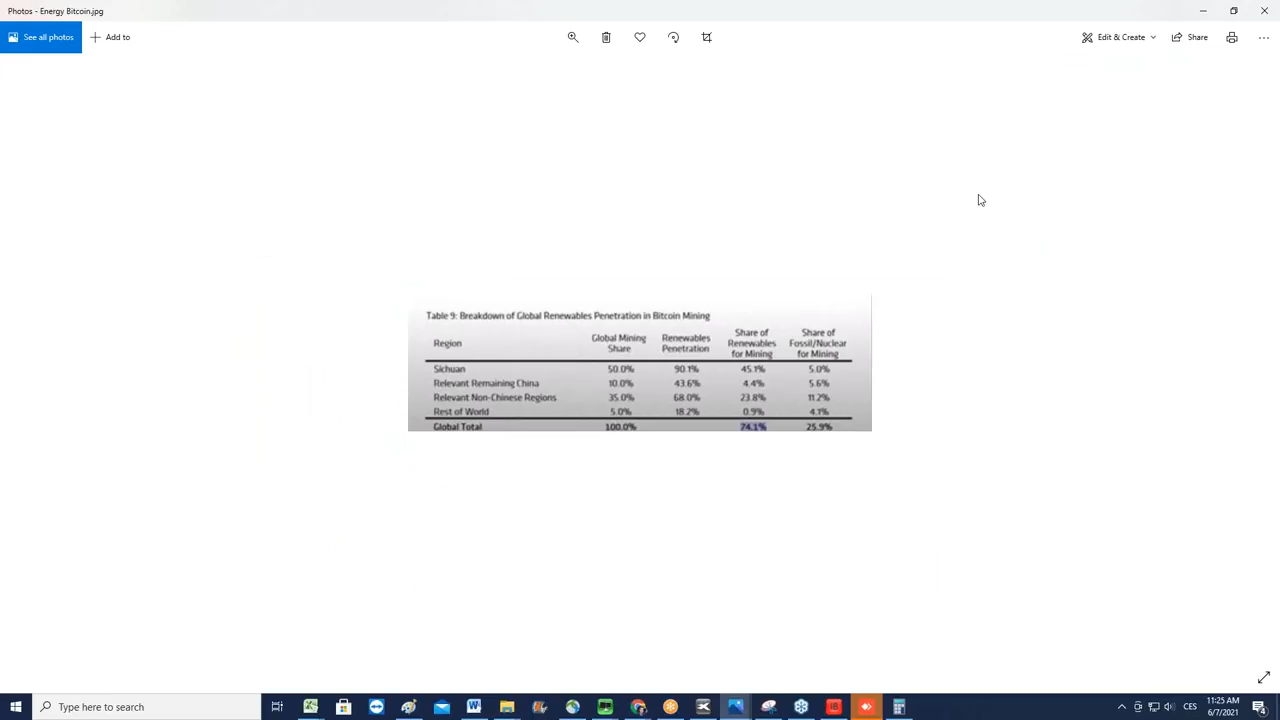 Photos - Energy Bitcoin.jpg
See all photos
Add to
Edit & Create
Share
Table 9: Breakdown of Global Renewables Penetration in Bitcoin Mining
Region Global Mining Share Renewables Penetration Share of Renewables for Mining Share of Fossil/Nuclear for Mining
Sichuan 50.0% 90.1% 45.1% 5.0%
Relevant Remaining China 10.0% 43.6% 4.4% 5.6%
Relevant Non-Chinese Regions 35.0% 68.0% 23.8% 11.2%
Rest of World 5.0% 18.2% 0.9% 4.1%
Global Total 100.0% 74.1% 25.9%
Type here to search
CES
11:25 AM
6/7/2021